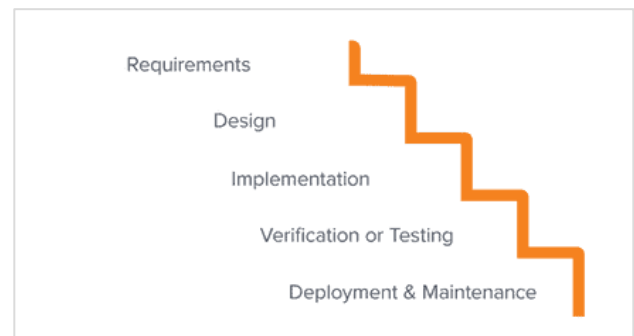 Requirements
Design
Implementation
Verification or Testing
Deployment & Maintenance